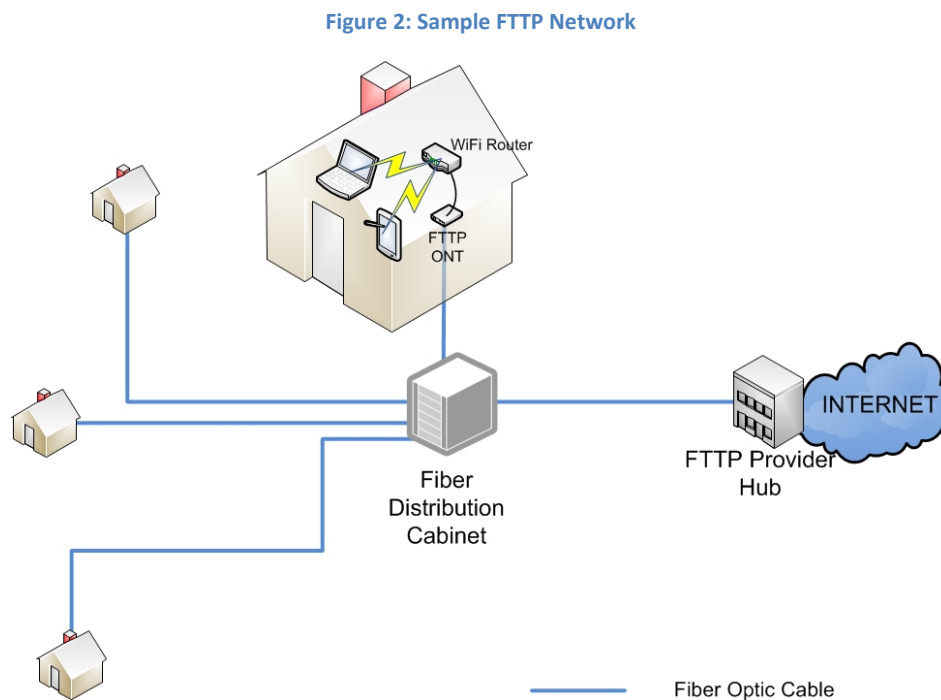 Figure 2: Sample FTTP Network
WiFi Router
FTTP
ONT
INTERNET
FTTP Provider
Hub
Fiber
Distribution
Cabinet
Fiber Optic Cable